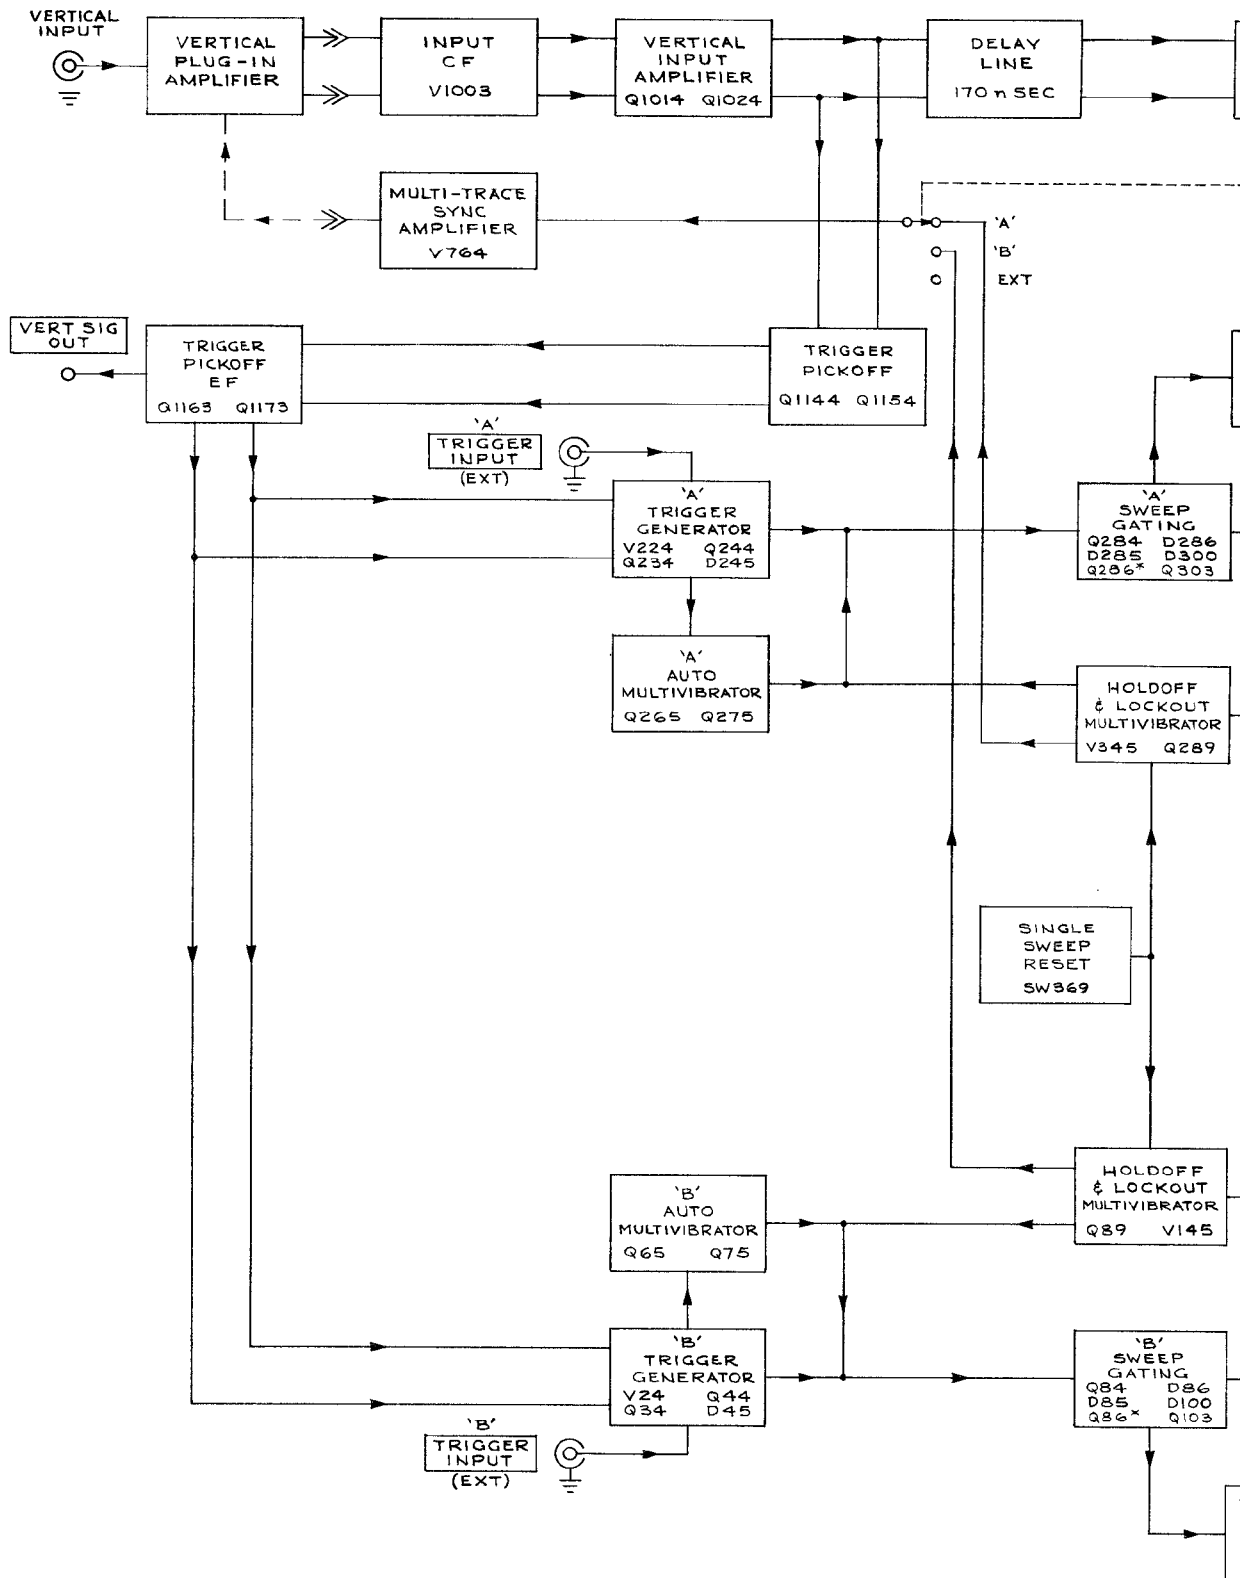 VERTICAL
INPUT
VERTICAL
PLUG-IN
AMPLIFIER
INPUT
CF
V1003
VERTICAL
INPUT
AMPLIFIER
Q1014 Q1024
DELAY
LINE
170 n SEC
MULTI-TRACE
SYNC
AMPLIFIER
V764
'A'
'B'
EXT
VERT SIG
OUT
TRIGGER
PICKOFF
EF
Q1163 Q1173
TRIGGER
PICKOFF
Q1144 Q1154
'A'
TRIGGER
INPUT
(EXT)
'A'
TRIGGER
GENERATOR
V224 Q244
Q234 D245
'A'
SWEEP
GATING
Q284 D286
D285 D300
Q286* Q303
'A'
AUTO
MULTIVIBRATOR
Q265 Q275
HOLDOFF
& LOCKOUT
MULTIVIBRATOR
V345 Q289
SINGLE
SWEEP
RESET
SW369
'B'
AUTO
MULTIVIBRATOR
Q65 Q75
HOLDOFF
& LOCKOUT
MULTIVIBRATOR
Q89 V145
'B'
TRIGGER
GENERATOR
V24 Q44
Q34 D45
'B'
SWEEP
GATING
Q84 D86
D85 D100
Q86* Q103
'B'
TRIGGER
INPUT
(EXT)